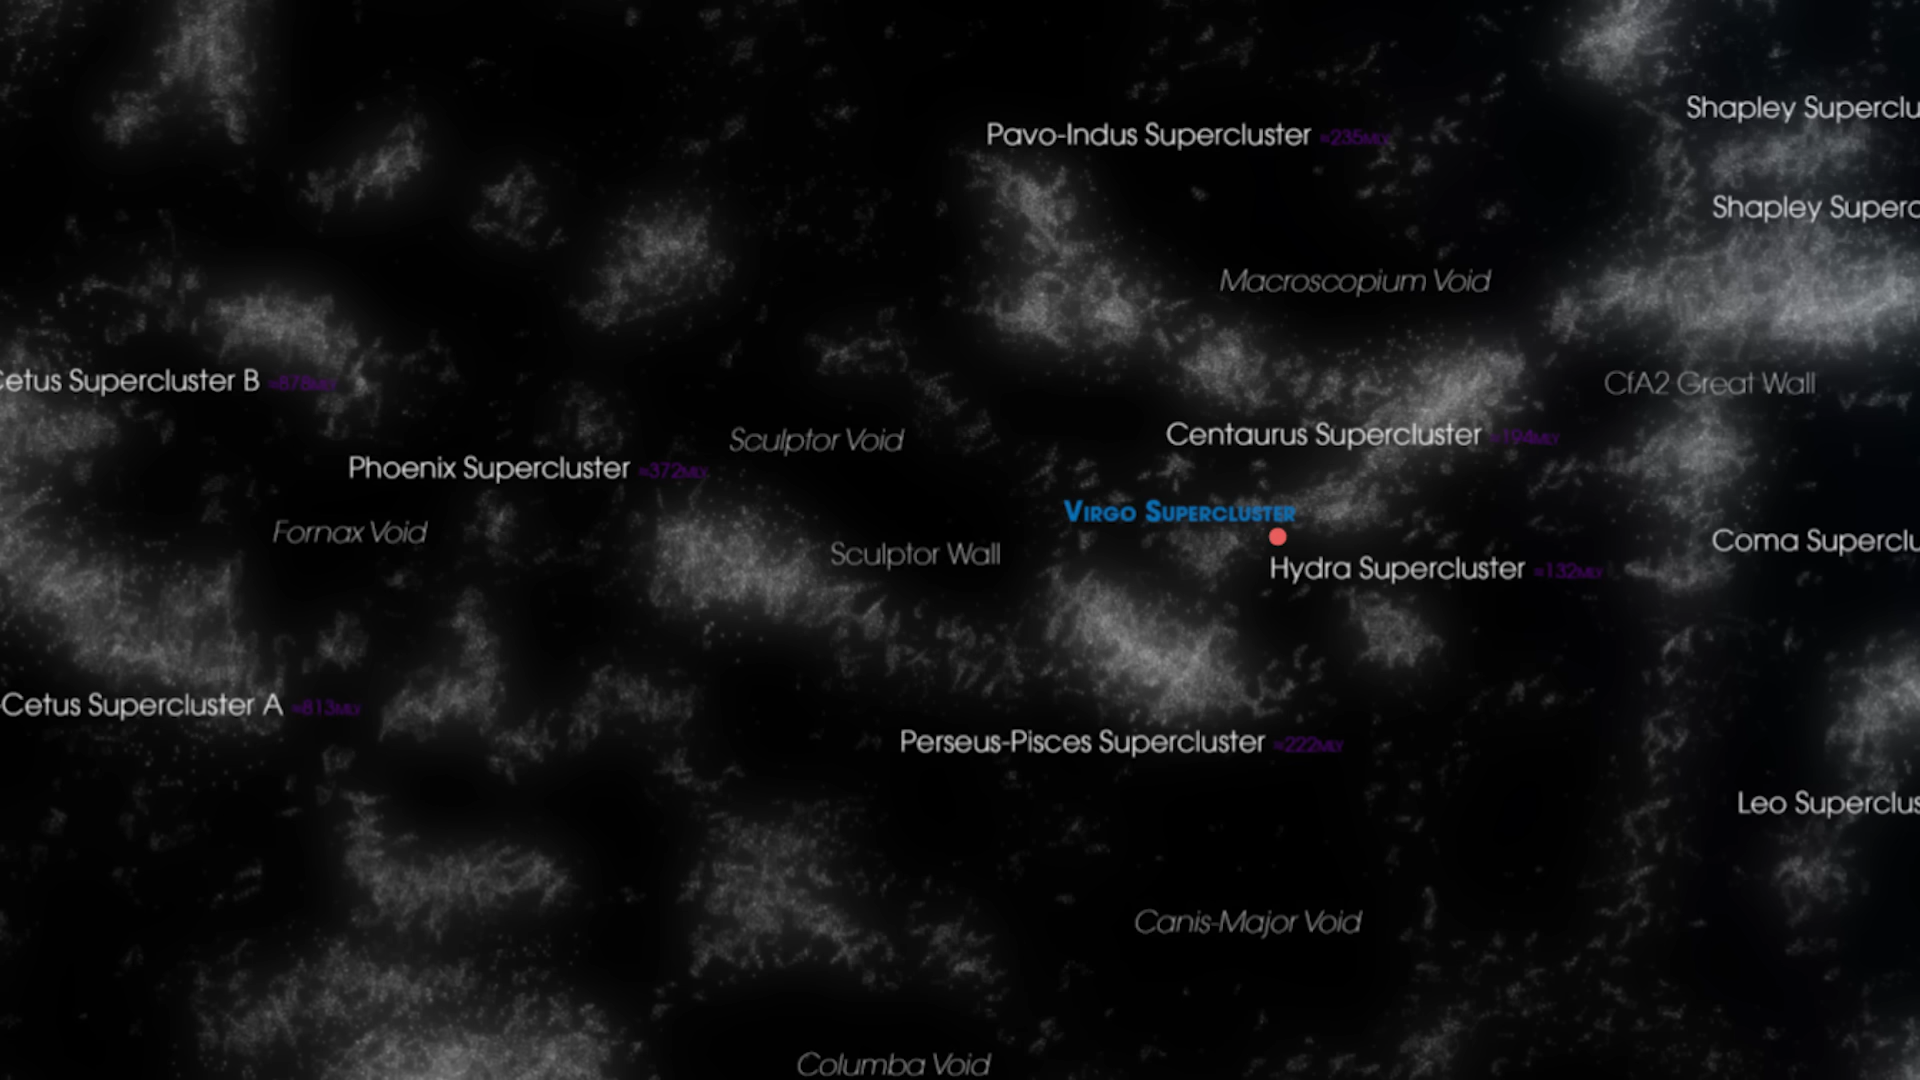 Shapley Superclu
Pavo-Indus Supercluster ≈235MLY
Shapley Superc
Macroscopium Void
Cetus Supercluster B ≈878MLY
CfA2 Great Wall
Centaurus Supercluster ≈194MLY
Sculptor Void
Phoenix Supercluster ≈372MLY
Virgo Supercluster
Fornax Void
Coma Superclu
Sculptor Wall
Hydra Supercluster ≈132MLY
-Cetus Supercluster A ≈813MLY
Perseus-Pisces Supercluster ≈222MLY
Leo Superclus
Canis-Major Void
Columba Void